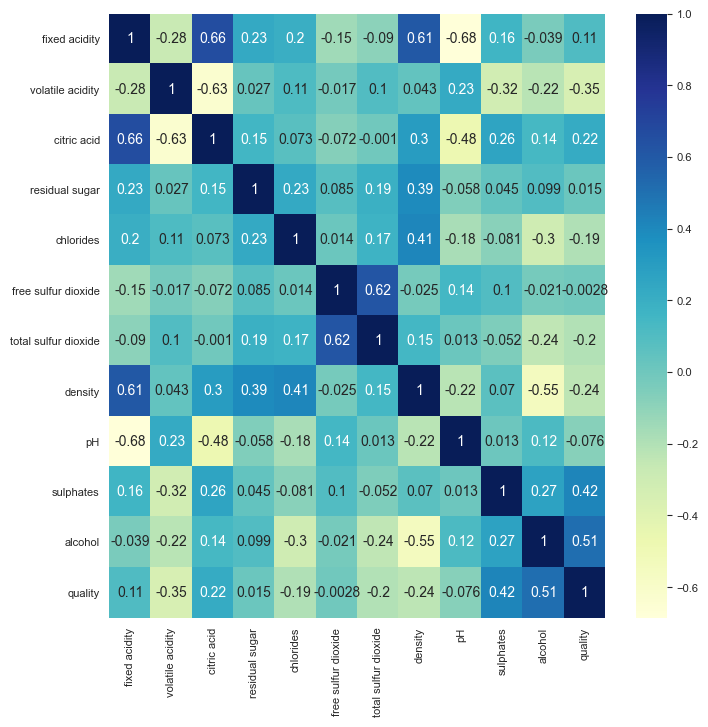 fixed acidity 1 -0.28 0.66 0.23 0.2 -0.15 -0.09 0.61 -0.68 0.16 -0.039 0.11
volatile acidity -0.28 1 -0.63 0.027 0.11 -0.017 0.1 0.043 0.23 -0.32 -0.22 -0.35
citric acid 0.66 -0.63 1 0.15 0.073 -0.072 -0.001 0.3 -0.48 0.26 0.14 0.22
residual sugar 0.23 0.027 0.15 1 0.23 0.085 0.19 0.39 -0.058 0.045 0.099 0.015
chlorides 0.2 0.11 0.073 0.23 1 0.014 0.17 0.41 -0.18 -0.081 -0.3 -0.19
free sulfur dioxide -0.15 -0.017 -0.072 0.085 0.014 1 0.62 -0.025 0.14 0.1 -0.021 -0.0028
total sulfur dioxide -0.09 0.1 -0.001 0.19 0.17 0.62 1 0.15 0.013 -0.052 -0.24 -0.2
density 0.61 0.043 0.3 0.39 0.41 -0.025 0.15 1 -0.22 0.07 -0.55 -0.24
pH -0.68 0.23 -0.48 -0.058 -0.18 0.14 0.013 -0.22 1 0.013 0.12 -0.076
sulphates 0.16 -0.32 0.26 0.045 -0.081 0.1 -0.052 0.07 0.013 1 0.27 0.42
alcohol -0.039 -0.22 0.14 0.099 -0.3 -0.021 -0.24 -0.55 0.12 0.27 1 0.51
quality 0.11 -0.35 0.22 0.015 -0.19 -0.0028 -0.2 -0.24 -0.076 0.42 0.51 1
fixed acidity
volatile acidity
citric acid
residual sugar
chlorides
free sulfur dioxide
total sulfur dioxide
density
pH
sulphates
alcohol
quality
1.0
0.8
0.6
0.4
0.2
0.0
−0.2
−0.4
−0.6